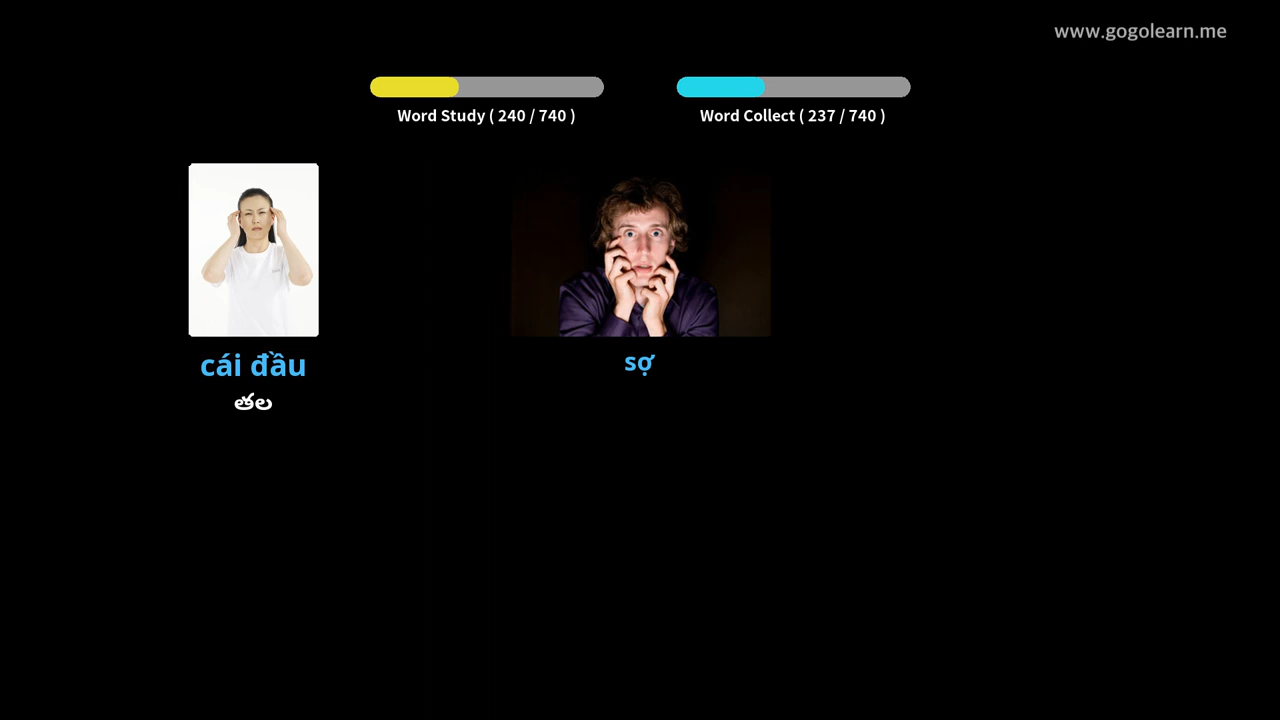 www.gogolearn.me
Word Study ( 240 / 740 )
Word Collect ( 237 / 740 )
cái đầu
తల
sợ